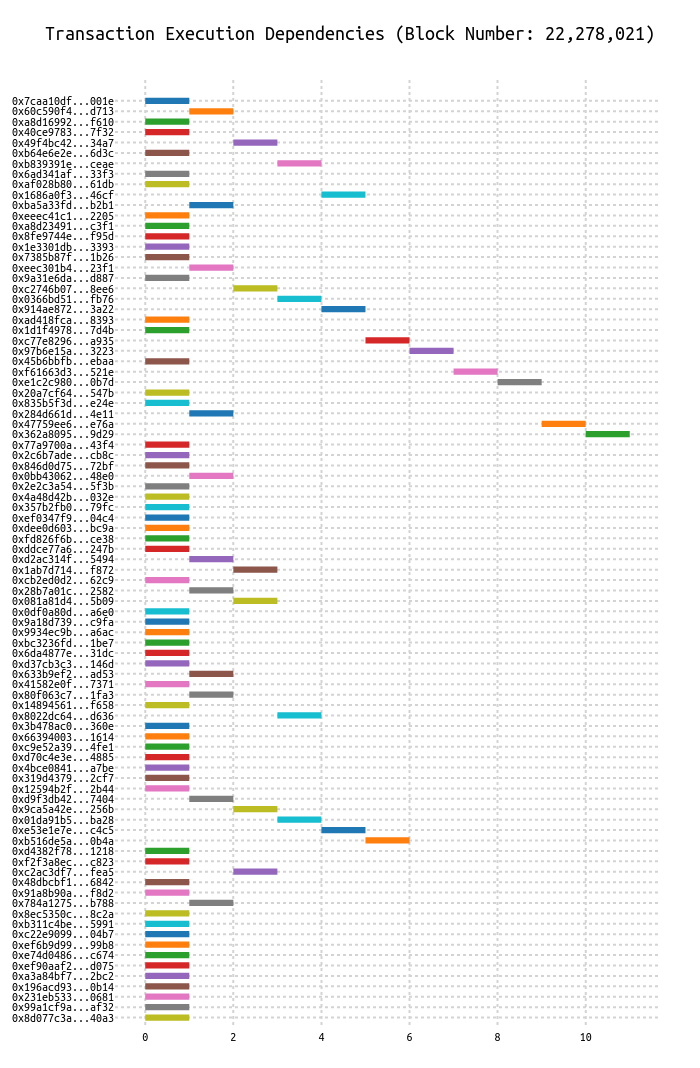 Transaction Execution Dependencies (Block Number: 22,278,021)
0x7caa10df...001e
0x60c590f4...d713
0xa8d16992...f610
0x40ce9783...7f32
0x49f4bc42...34a7
0xb64e6e2e...6d3c
0xb839391e...ceae
0x6ad341af...33f3
0xaf028b80...61db
0x1686a0f3...46cf
0xba5a33fd...b2b1
0xeeec41c1...2205
0xa8d23491...c3f1
0x8fe9744e...f95d
0x1e3301db...3393
0x7385b87f...1b26
0xeec301b4...23f1
0x9a31e6da...d887
0xc2746b07...8ee6
0x0366bd51...fb76
0x914ae872...3a22
0xad418fca...8393
0x1d1f4978...7d4b
0xc77e8296...a935
0x97b6e15a...3223
0x45b6bbfb...ebaa
0xf61663d3...521e
0xe1c2c980...0b7d
0x20a7cf64...547b
0x835b5f3d...e24e
0x284d661d...4e11
0x47759ee6...e76a
0x362a8095...9d29
0x77a9700a...43f4
0x2c6b7ade...cb8c
0x846d0d75...72bf
0x0bb43062...48e0
0x2e2c3a54...5f3b
0x4a48d42b...032e
0x357b2fb0...79fc
0xef0347f9...04c4
0xdee0d603...bc9a
0xfd826f6b...ce38
0xddce77a6...247b
0xd2ac314f...5494
0x1ab7d714...f872
0xcb2ed0d2...62c9
0x28b7a01c...2582
0x081a81d4...5b09
0x0df0a80d...a6e0
0x9a18d739...c9fa
0x9934ec9b...a6ac
0xbc3236fd...1be7
0x6da4877e...31dc
0xd37cb3c3...146d
0x633b9ef2...ad53
0x41582e0f...7371
0x80f063c7...1fa3
0x14894561...f658
0x8022dc64...d636
0x3b478ac0...360e
0x66394003...1614
0xc9e52a39...4fe1
0xd70c4e3e...4885
0x4bce0841...a7be
0x319d4379...2cf7
0x12594b2f...2b44
0xd9f3db42...7404
0x9ca5a42e...256b
0x01da91b5...ba28
0xe53e1e7e...c4c5
0xb516de5a...0b4a
0xd4382f78...1218
0xf2f3a8ec...c823
0xc2ac3df7...fea5
0x48dbcbf1...6842
0x91a8b90a...f8d2
0x784a1275...b788
0x8ec5350c...8c2a
0xb311c4be...5991
0xc22e9099...04b7
0xef6b9d99...99b8
0xe74d0486...c674
0xef90aaf2...d075
0xa3a84bf7...2bc2
0x196acd93...0b14
0x231eb533...0681
0x99a1cf9a...af32
0x8d077c3a...40a3
0 2 4 6 8 10